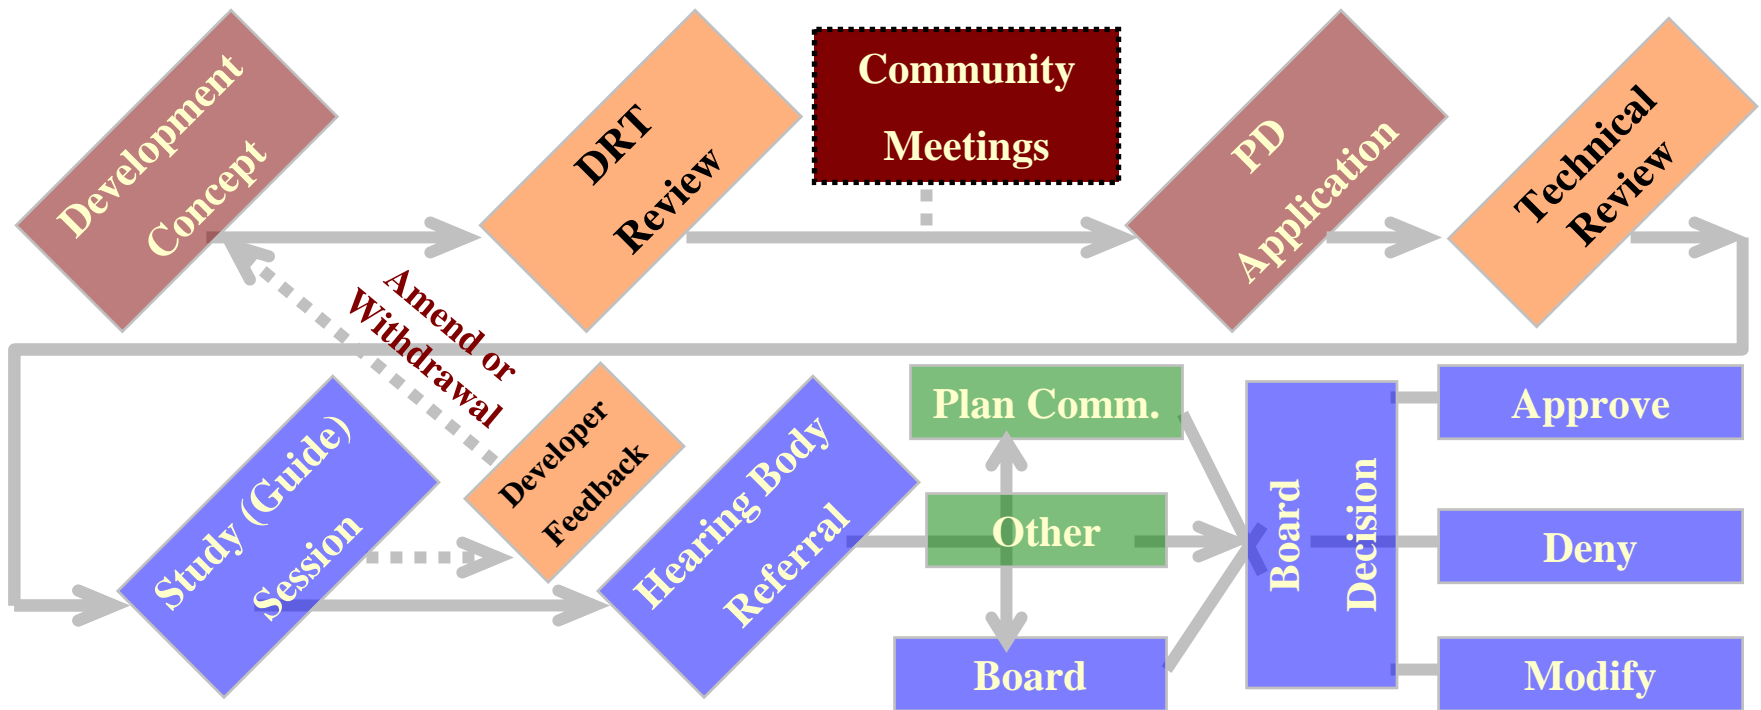 Development
Concept
DRT
Review
Community
Meetings
PD
Application
Technical
Review
Amend or
Withdrawal
Study (Guide)
Session
Developer
Feedback
Hearing Body
Referral
Plan Comm.
Other
Board
Board
Decision
Approve
Deny
Modify